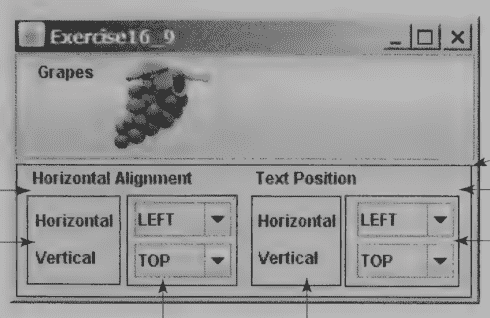 Exercise16_9
Grapes
Horizontal Alignment Text Position
Horizontal LEFT Horizontal LEFT
Vertical TOP Vertical TOP